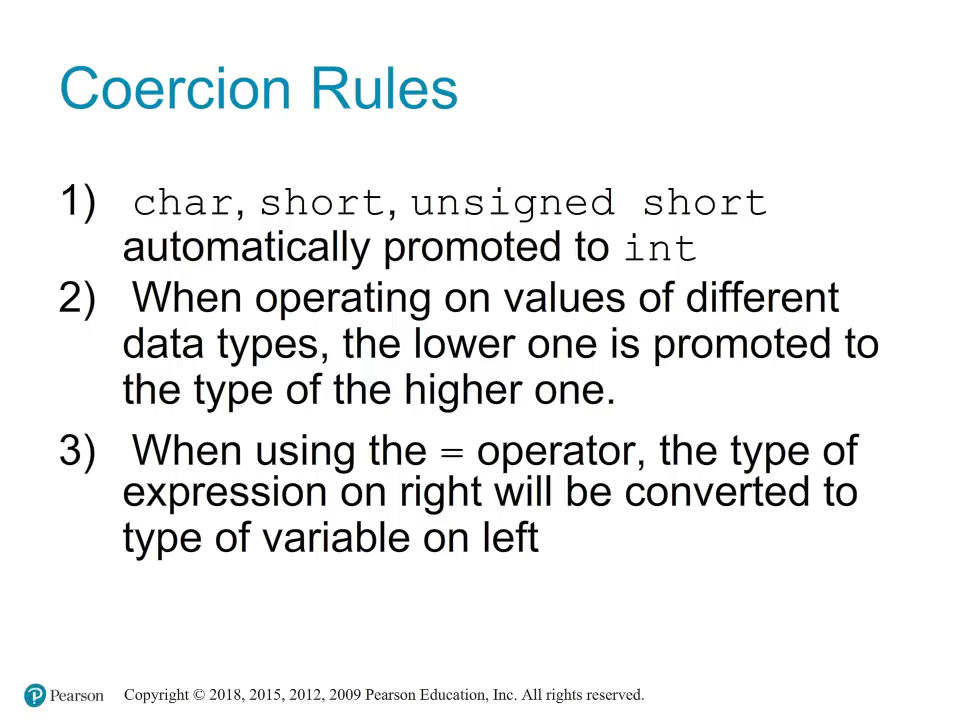 Coercion Rules
1) char, short, unsigned short
automatically promoted to int
2) When operating on values of different
data types, the lower one is promoted to
the type of the higher one.
3) When using the = operator, the type of
expression on right will be converted to
type of variable on left
Pearson Copyright © 2018, 2015, 2012, 2009 Pearson Education, Inc. All rights reserved.